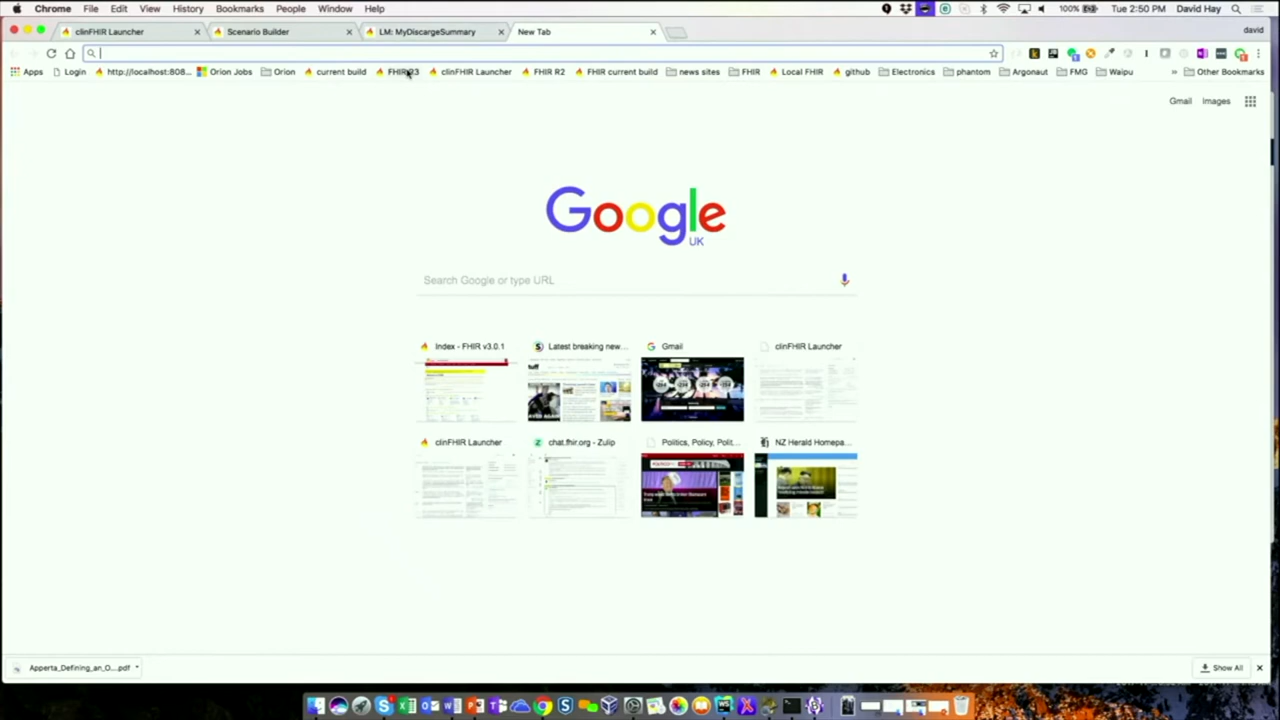 Chrome File Edit View History Bookmarks People Window Help 100% Tue 2:50 PM David Hay
clinFHIR Launcher Scenario Builder LM: MyDiscargeSummary New Tab david
Apps Login http://localhost:808... Orion Jobs Orion current build FHIR R3 clinFHIR Launcher FHIR R2 FHIR current build news sites FHIR Local FHIR github Electronics phantom Argonaut FMG Waipu » Other Bookmarks
Gmail Images
Google
UK
Search Google or type URL
Index - FHIR v3.0.1 Latest breaking new... Gmail clinFHIR Launcher
clinFHIR Launcher chat.fhir.org - Zulip Politics, Policy, Polit... NZ Herald Homepa...
Apperta_Defining_an_O....pdf Show All